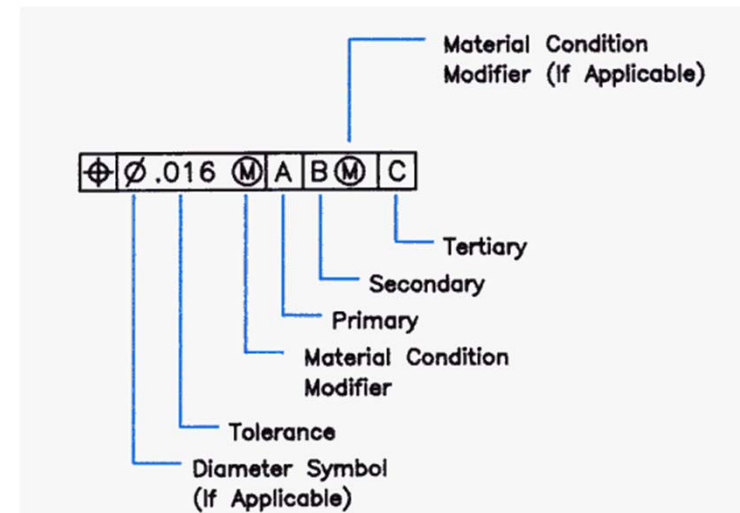 Material Condition
Modifier (If Applicable)
⌖ Ø .016 Ⓜ A B Ⓜ C
Tertiary
Secondary
Primary
Material Condition
Modifier
Tolerance
Diameter Symbol
(If Applicable)